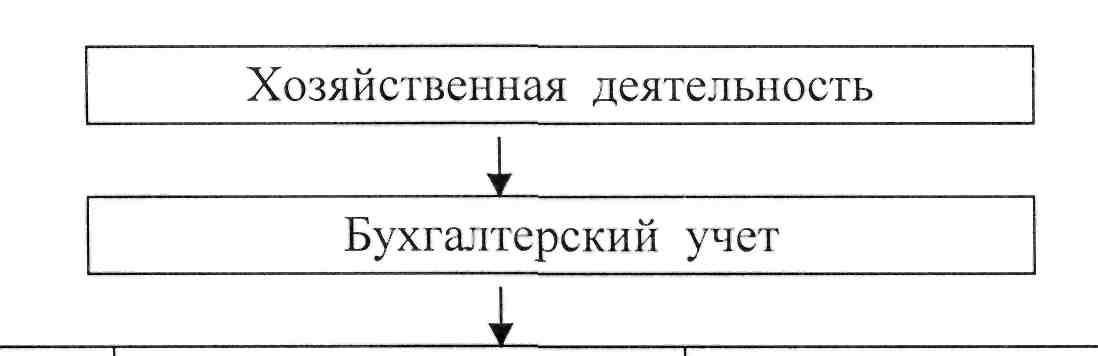 Хозяйственная деятельность
Бухгалтерский учет